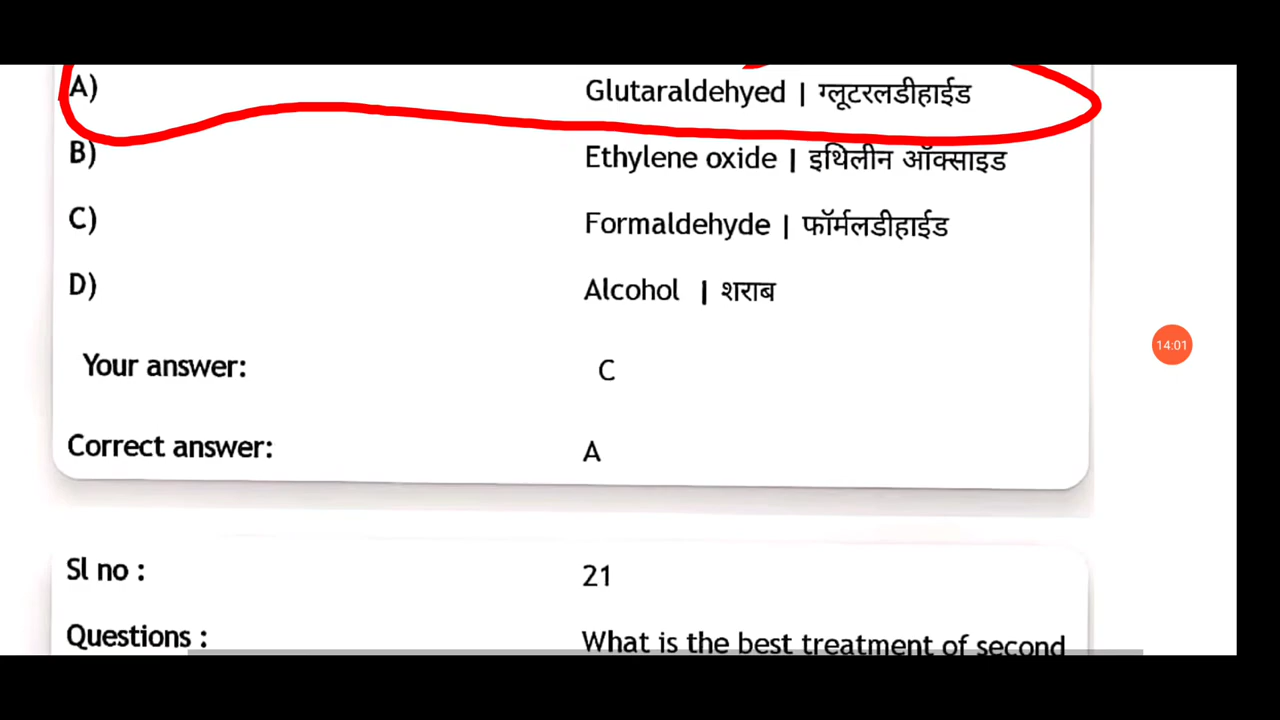 A) Glutaraldehyed | ग्लूटरलडीहाईड
B) Ethylene oxide | इथिलीन ऑक्साइड
C) Formaldehyde | फॉर्मलडीहाईड
D) Alcohol | शराब
Your answer: C
Correct answer: A
14:01
Sl no : 21
Questions : What is the best treatment of second